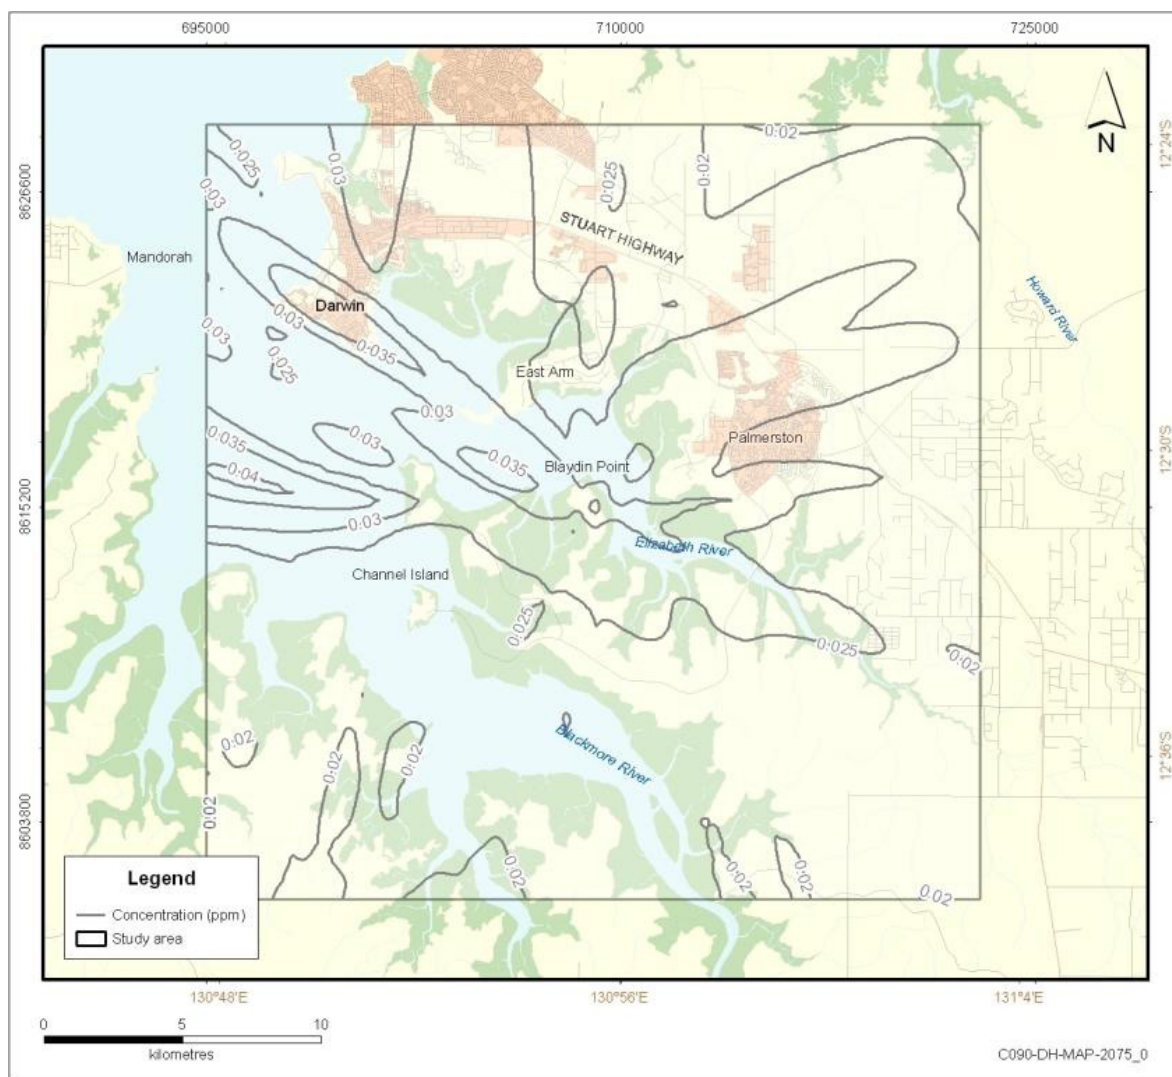 695000
710000
725000
0.02
N
12°24'S
0.025
0.03
0.02
0.025
8626600
0.03
STUART HIGHWAY
Mandorah
Howard River
Darwin
0.03
0.03
0.035
0.025
East Arm
0.03
0.035
0.03
Palmerston
12°30'S
0.04
0.035
Blaydin Point
8615200
0.03
Elizabeth River
Channel Island
0.025
0.025
0.02
0.02
0.02
0.02
Blackmore River
12°36'S
8603800
0.02
0.02
0.02
0.02
0.02
Legend
Concentration (ppm)
Study area
130°48'E
130°56'E
131°4'E
0
5
10
kilometres
C090-DH-MAP-2075_0